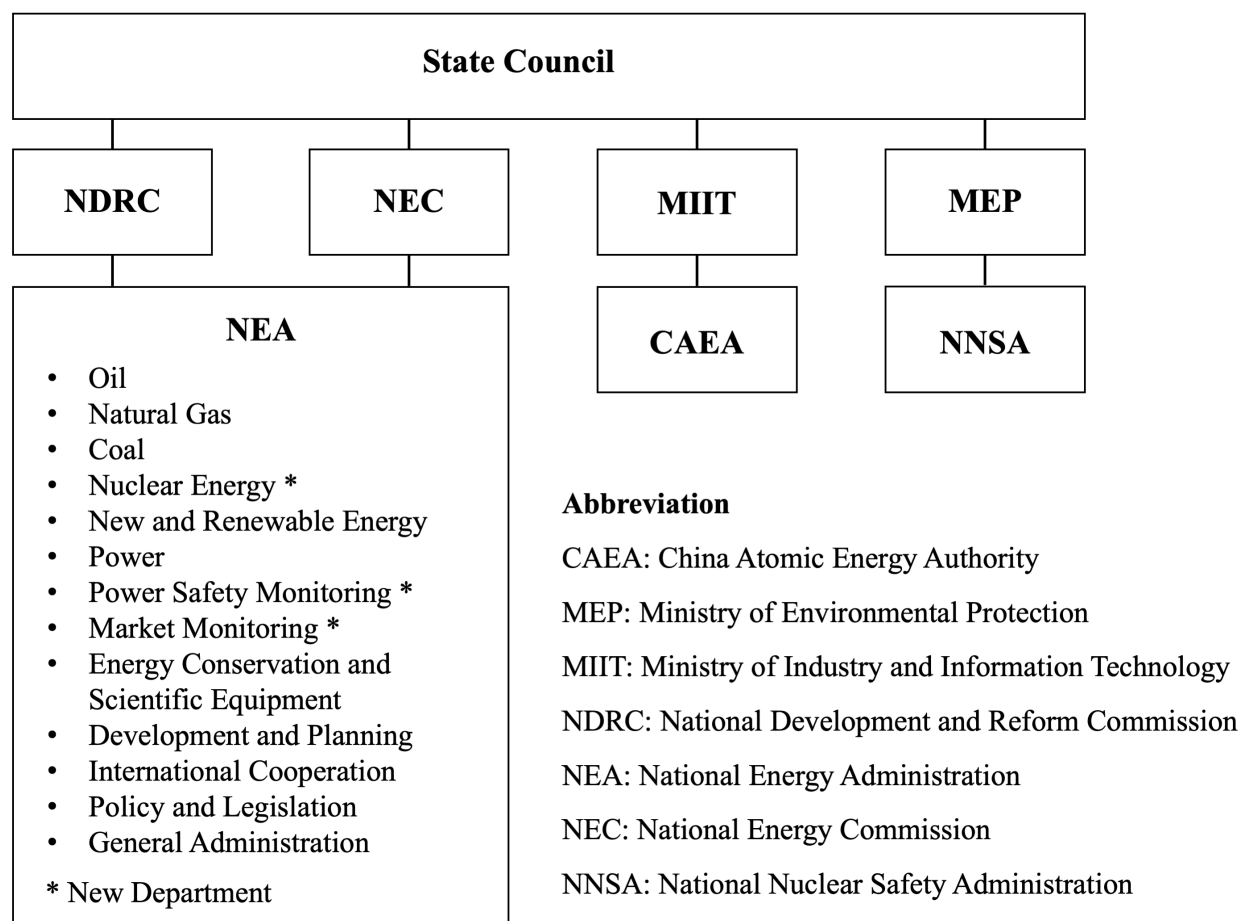 State Council
NDRC
NEC
MIIT
MEP
NEA
CAEA
NNSA
• Oil
• Natural Gas
• Coal
• Nuclear Energy *
• New and Renewable Energy
• Power
• Power Safety Monitoring *
• Market Monitoring *
• Energy Conservation and
Scientific Equipment
• Development and Planning
• International Cooperation
• Policy and Legislation
• General Administration
* New Department
Abbreviation
CAEA: China Atomic Energy Authority
MEP: Ministry of Environmental Protection
MIIT: Ministry of Industry and Information Technology
NDRC: National Development and Reform Commission
NEA: National Energy Administration
NEC: National Energy Commission
NNSA: National Nuclear Safety Administration